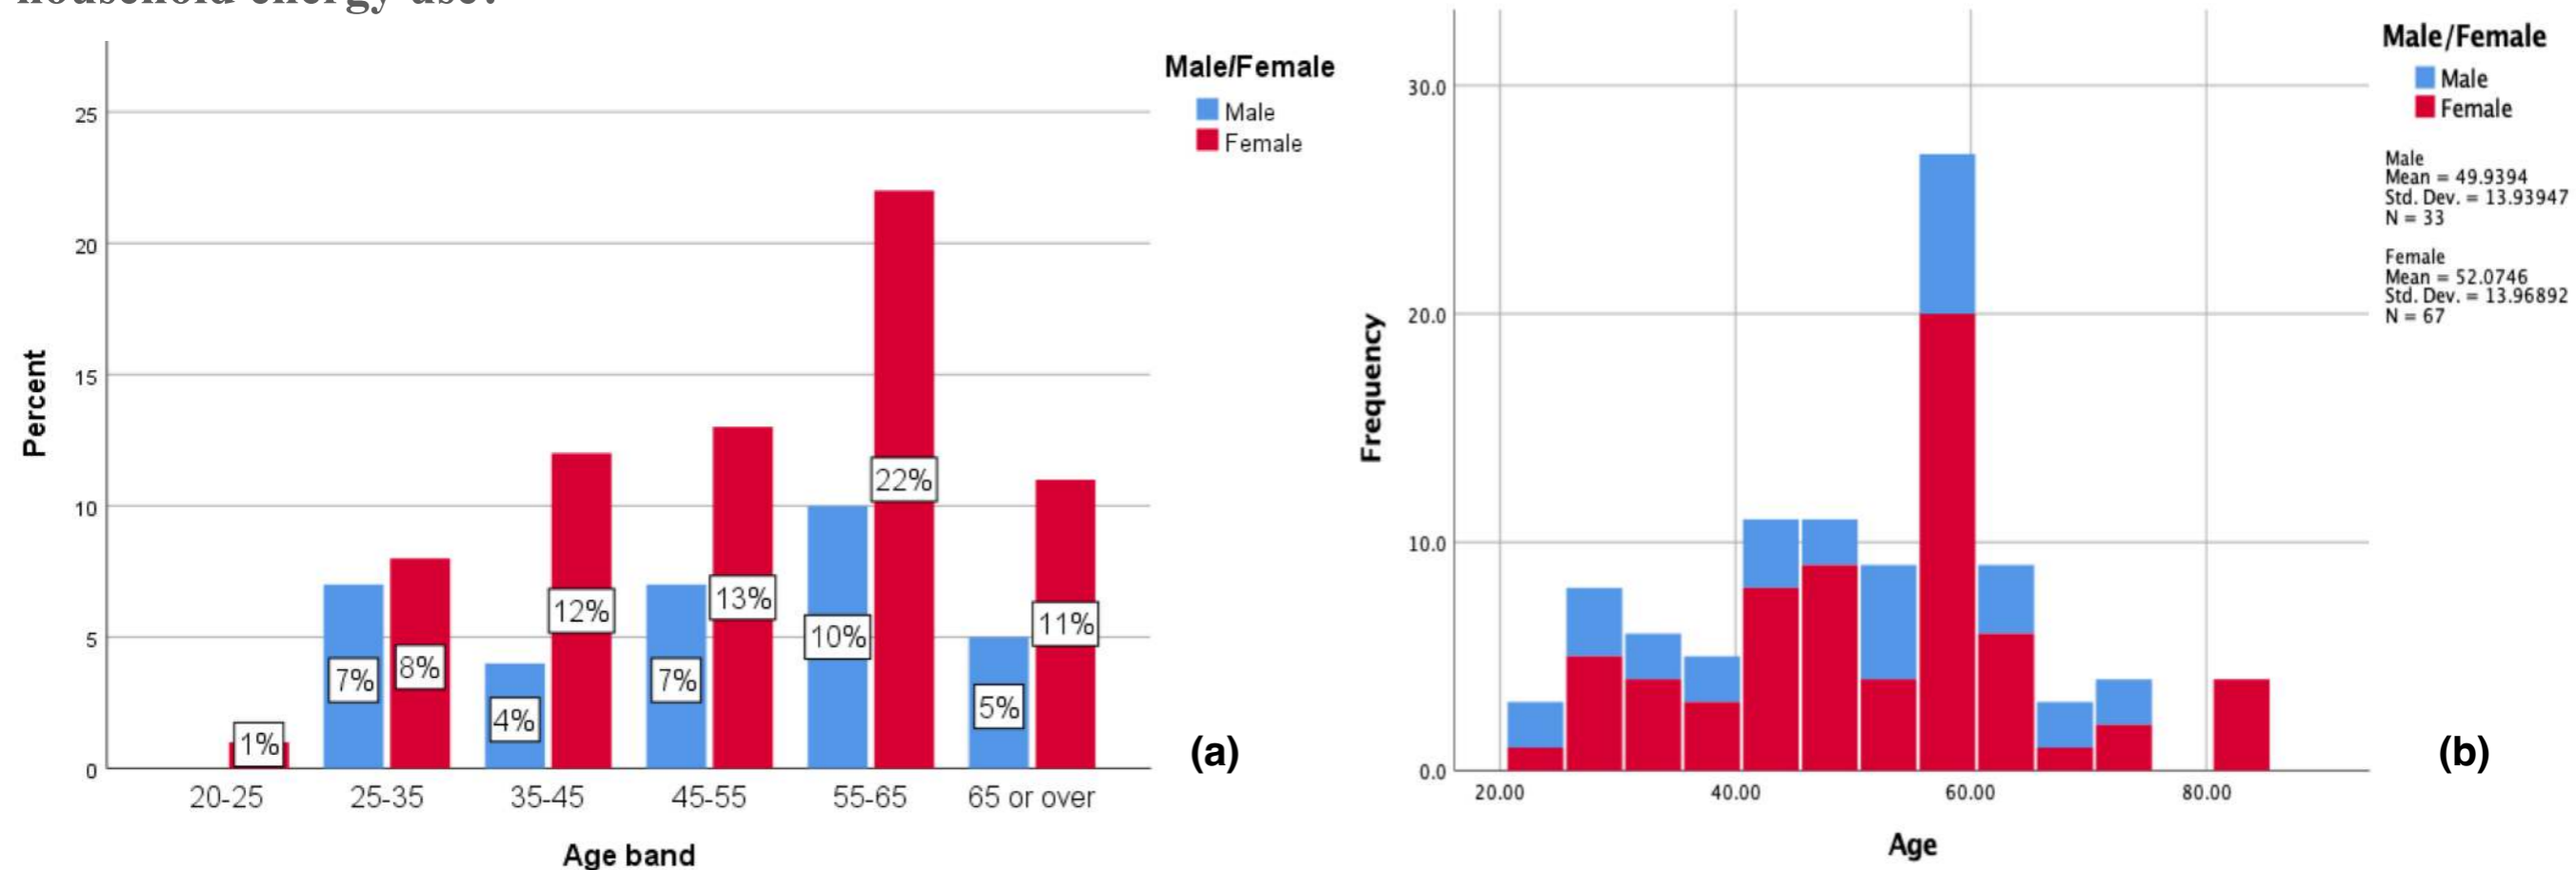 household energy use?
Male/Female
Male
Female
25
20
15
10
5
0
Percent
1%
7%
8%
4%
12%
7%
13%
10%
22%
5%
11%
20-25
25-35
35-45
45-55
55-65
65 or over
Age band
(a)
Male/Female
Male
Female
Male
Mean = 49.9394
Std. Dev. = 13.93947
N = 33
Female
Mean = 52.0746
Std. Dev. = 13.96892
N = 67
30.0
20.0
10.0
0.0
Frequency
20.00
40.00
60.00
80.00
Age
(b)